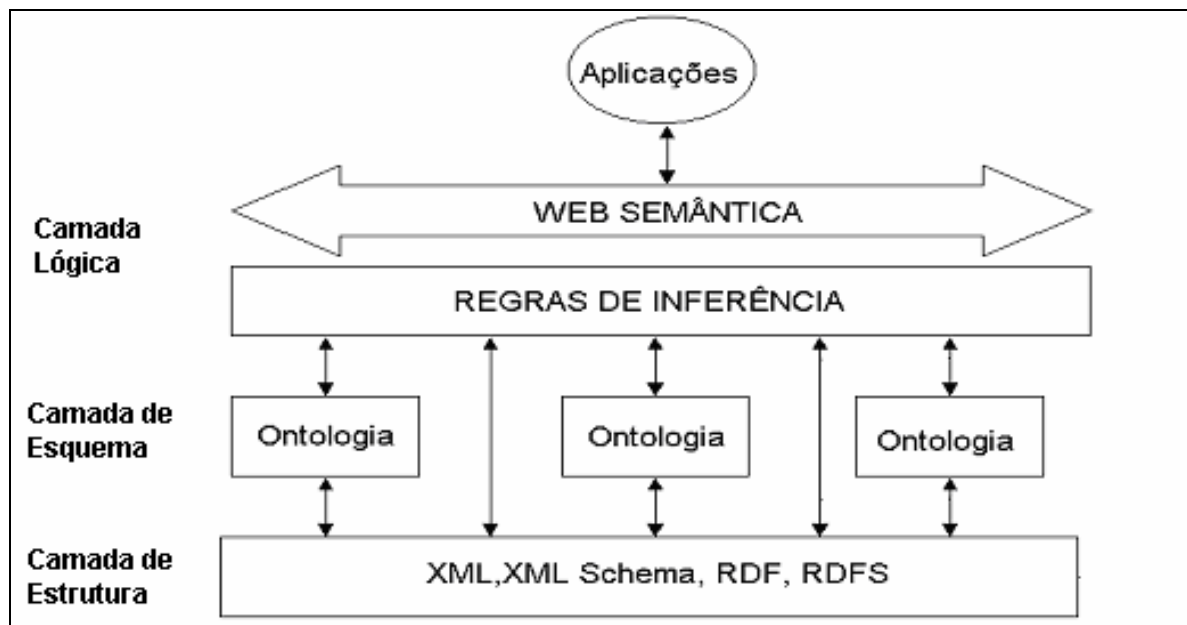 Aplicações
WEB SEMÂNTICA
Camada
Lógica
REGRAS DE INFERÊNCIA
Camada de
Esquema
Ontologia
Ontologia
Ontologia
Camada de
Estrutura
XML,XML Schema, RDF, RDFS